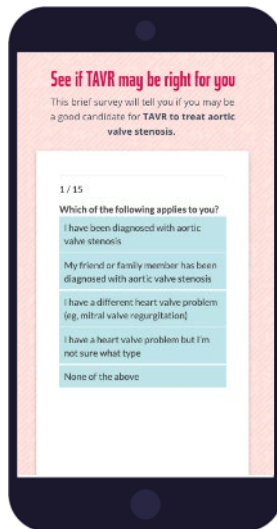 See if TAVR may be right for you
This brief survey will tell you if you may be
a good candidate for TAVR to treat aortic
valve stenosis.
1 / 15
Which of the following applies to you?
I have been diagnosed with aortic
valve stenosis
My friend or family member has been
diagnosed with aortic valve stenosis
I have a different heart valve problem
(eg, mitral valve regurgitation)
I have a heart valve problem but I'm
not sure what type
None of the above